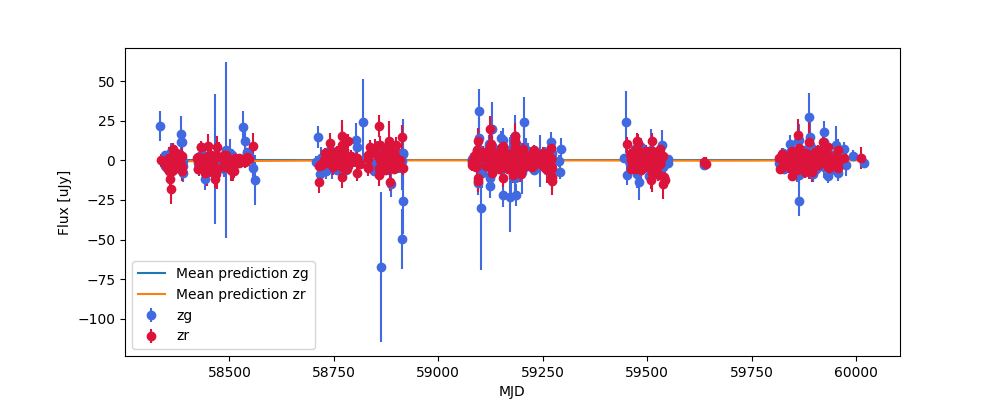 50
25
0
−25
−50
−75
−100
Flux [uJy]
Mean prediction zg
Mean prediction zr
zg
zr
58500
58750
59000
59250
59500
59750
60000
MJD